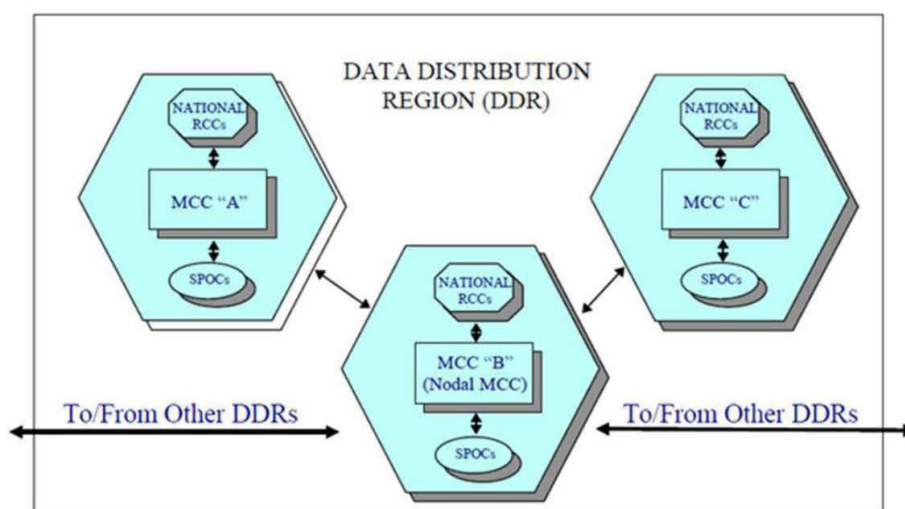 DATA DISTRIBUTION
REGION (DDR)
NATIONAL
RCCs
MCC “A”
SPOCs
NATIONAL
RCCs
MCC “C”
SPOCs
NATIONAL
RCCs
MCC “B”
(Nodal MCC)
SPOCs
To/From Other DDRs
To/From Other DDRs